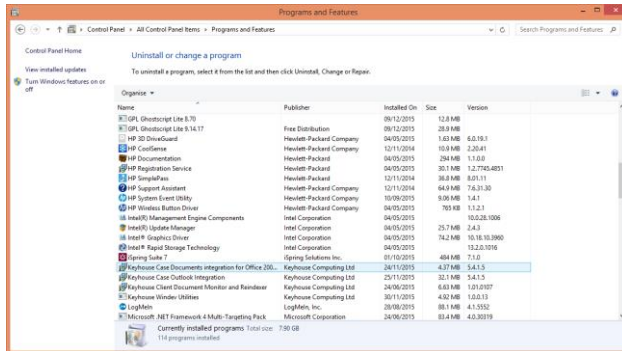 Programs and Features
Control Panel ▸ All Control Panel Items ▸ Programs and Features
Search Programs and Features
Control Panel Home
View installed updates
Turn Windows features on or off
Uninstall or change a program
To uninstall a program, select it from the list and then click Uninstall, Change or Repair.
Organise
Name Publisher Installed On Size Version
GPL Ghostscript Lite 8.70 09/12/2015 12.8 MB
GPL Ghostscript Lite 9.14.17 Free Distribution 09/12/2015 28.9 MB
HP 3D DriveGuard Hewlett-Packard Company 04/05/2015 1.63 MB 6.0.19.1
HP CoolSense Hewlett-Packard Company 12/11/2014 10.9 MB 2.20.41
HP Documentation Hewlett-Packard 04/05/2015 294 MB 1.1.0.0
HP Registration Service Hewlett-Packard 04/05/2015 30.1 MB 1.2.7745.4851
HP SimplePass Hewlett-Packard 12/11/2014 36.8 MB 8.01.11
HP Support Assistant Hewlett-Packard Company 12/11/2014 64.9 MB 7.6.31.30
HP System Event Utility Hewlett-Packard Company 10/09/2015 9.06 MB 1.4.1
HP Wireless Button Driver Hewlett-Packard Company 04/05/2015 765 KB 1.1.2.1
Intel(R) Management Engine Components Intel Corporation 04/05/2015 10.0.28.1006
Intel(R) Update Manager Intel Corporation 04/05/2015 25.7 MB 2.4.3
Intel® Graphics Driver Intel Corporation 04/05/2015 74.2 MB 10.18.10.3960
Intel® Rapid Storage Technology Intel Corporation 04/05/2015 13.2.0.1016
iSpring Suite 7 iSpring Solutions Inc. 01/10/2015 484 MB 7.1.0
Keyhouse Case Documents integration for Office 200... Keyhouse Computing Ltd 24/11/2015 4.37 MB 5.4.1.5
Keyhouse Case Outlook Integration Keyhouse Computing Ltd 25/11/2015 32.1 MB 5.4.1.5
Keyhouse Client Document Monitor and Reindexer Keyhouse Computing Ltd 24/06/2015 6.63 MB 1.01.0107
Keyhouse Winder Utilities Keyhouse Computing Ltd 30/11/2015 4.92 MB 1.0.0.13
LogMeIn LogMeIn, Inc. 28/08/2015 88.1 MB 4.1.5552
Microsoft .NET Framework 4 Multi-Targeting Pack Microsoft Corporation 24/06/2015 83.4 MB 4.0.30319
Currently installed programs Total size: 7.90 GB
114 programs installed